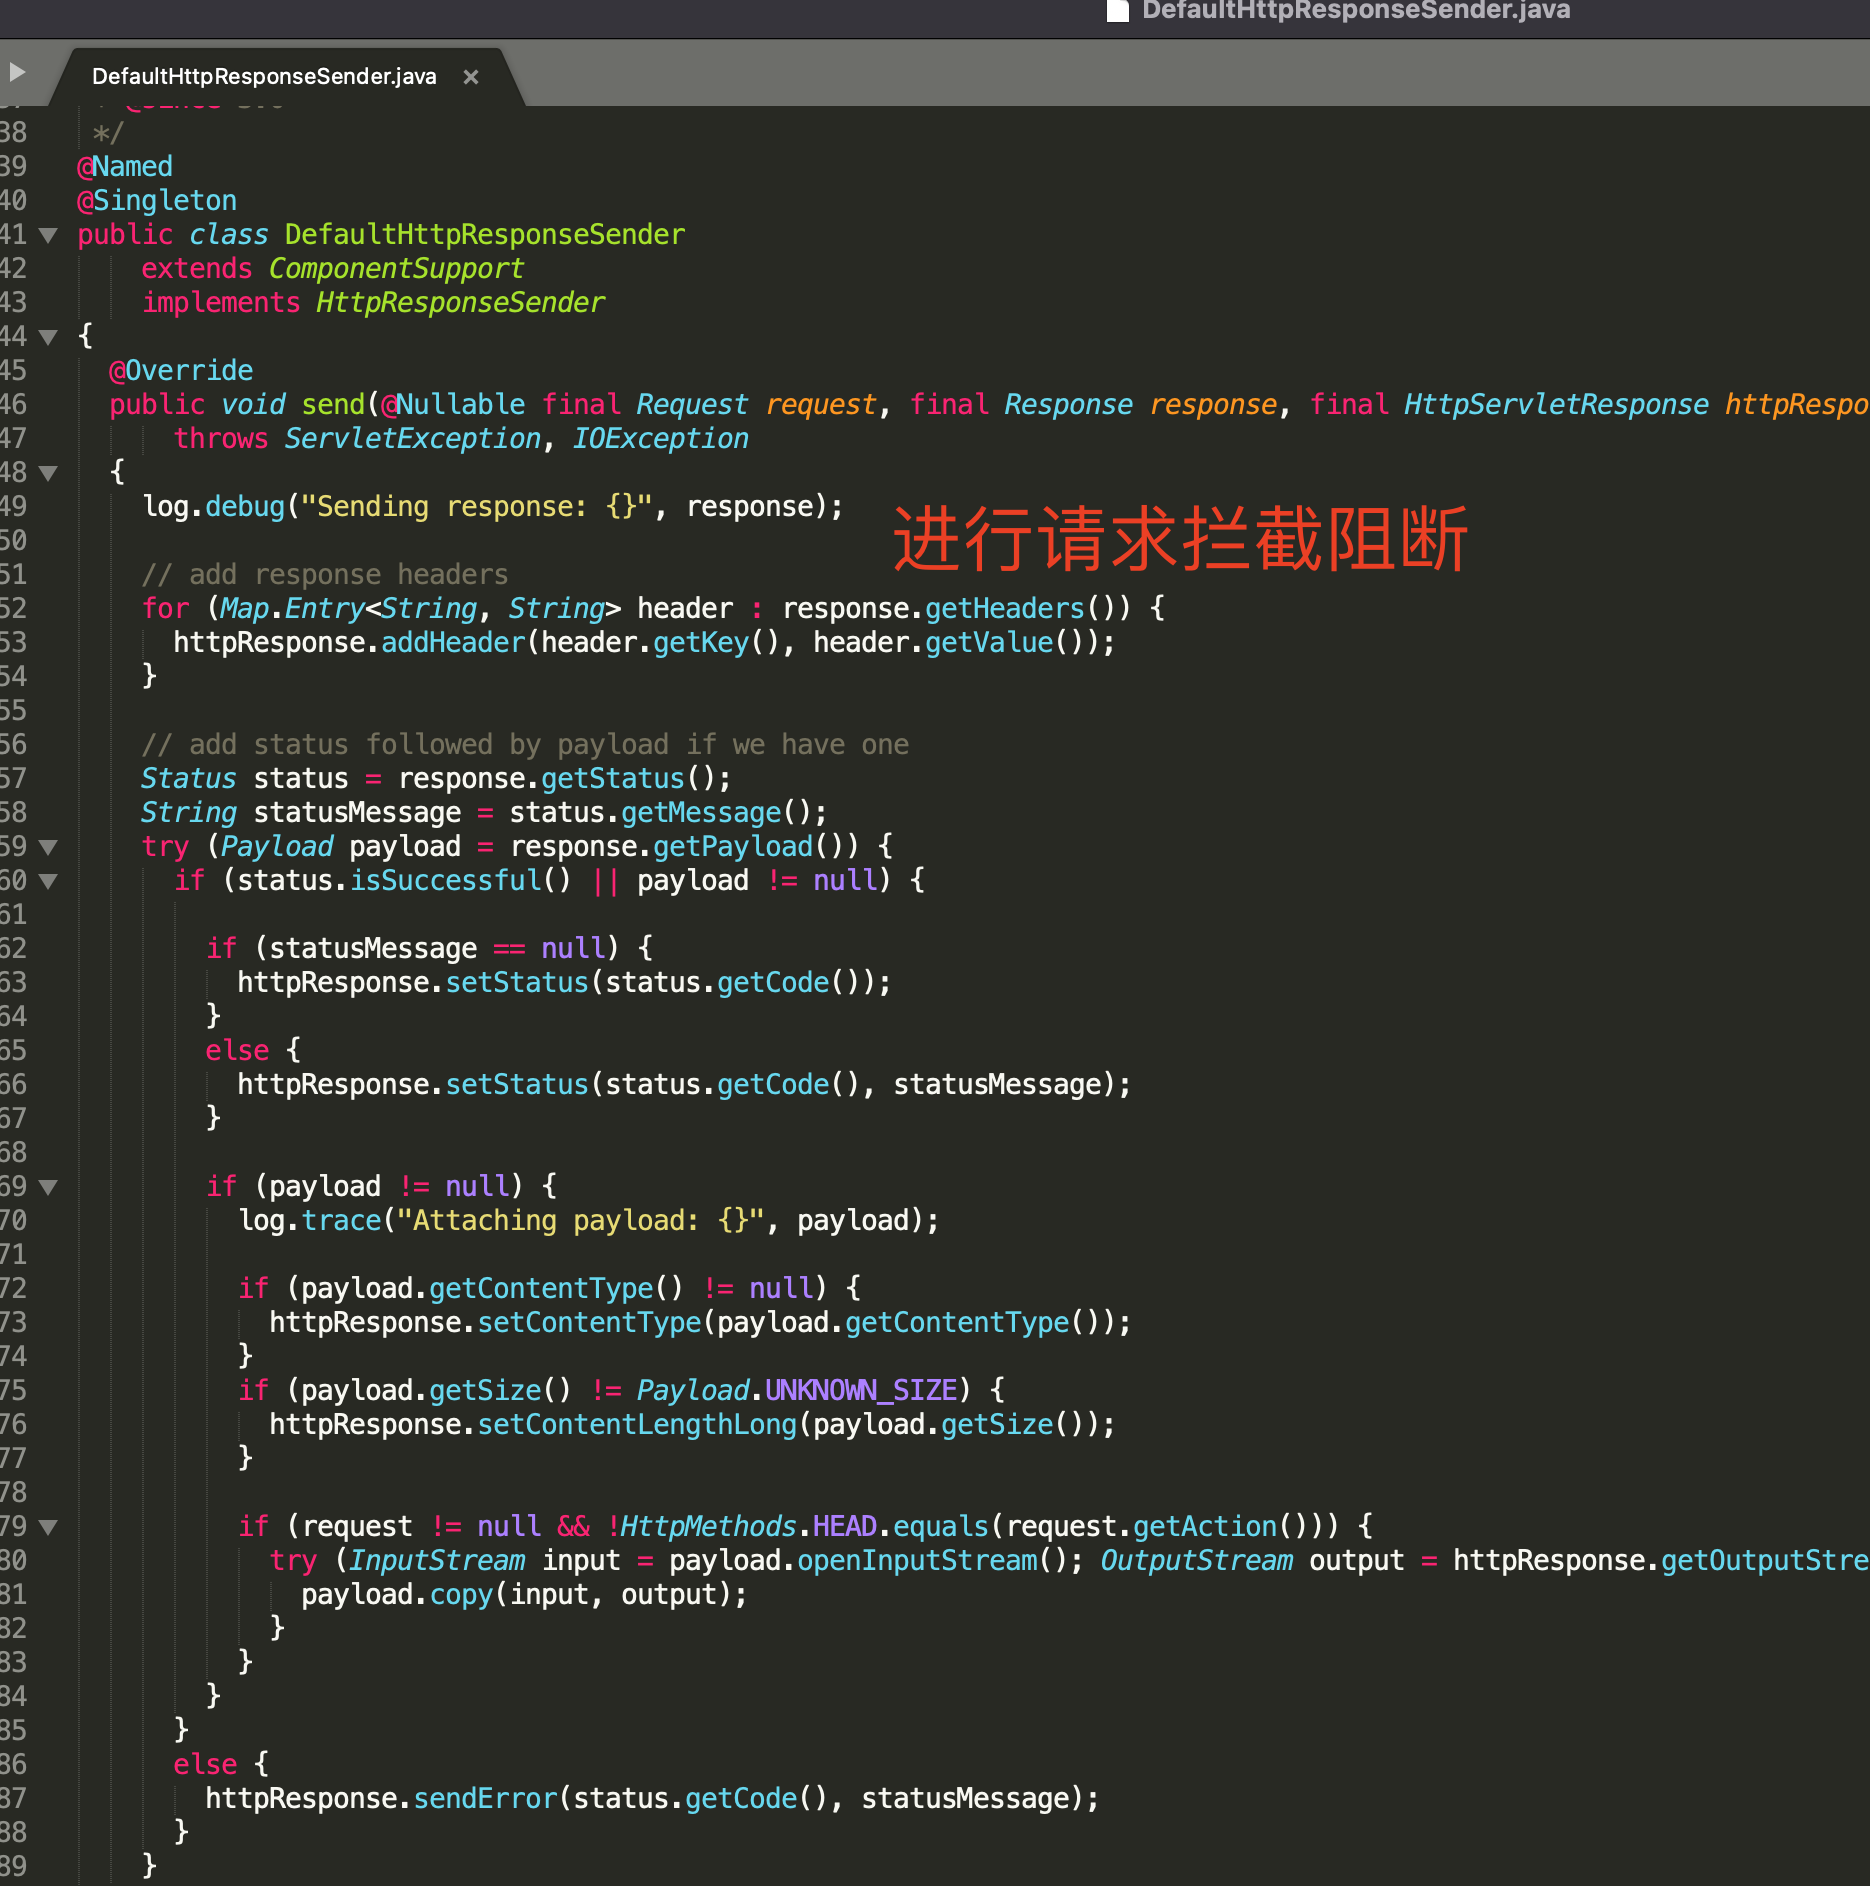 DefaultHttpResponseSender.java
DefaultHttpResponseSender.java ×
38 */
39 @Named
40 @Singleton
41 public class DefaultHttpResponseSender
42 extends ComponentSupport
43 implements HttpResponseSender
44 {
45 @Override
46 public void send(@Nullable final Request request, final Response response, final HttpServletResponse httpRespo
47 throws ServletException, IOException
48 {
49 log.debug("Sending response: {}", response);
进行请求拦截阻断
50
51 // add response headers
52 for (Map.Entry<String, String> header : response.getHeaders()) {
53 httpResponse.addHeader(header.getKey(), header.getValue());
54 }
55
56 // add status followed by payload if we have one
57 Status status = response.getStatus();
58 String statusMessage = status.getMessage();
59 try (Payload payload = response.getPayload()) {
60 if (status.isSuccessful() || payload != null) {
61
62 if (statusMessage == null) {
63 httpResponse.setStatus(status.getCode());
64 }
65 else {
66 httpResponse.setStatus(status.getCode(), statusMessage);
67 }
68
69 if (payload != null) {
70 log.trace("Attaching payload: {}", payload);
71
72 if (payload.getContentType() != null) {
73 httpResponse.setContentType(payload.getContentType());
74 }
75 if (payload.getSize() != Payload.UNKNOWN_SIZE) {
76 httpResponse.setContentLengthLong(payload.getSize());
77 }
78
79 if (request != null && !HttpMethods.HEAD.equals(request.getAction())) {
80 try (InputStream input = payload.openInputStream(); OutputStream output = httpResponse.getOutputStre
81 payload.copy(input, output);
82 }
83 }
84 }
85 }
86 else {
87 httpResponse.sendError(status.getCode(), statusMessage);
88 }
89 }